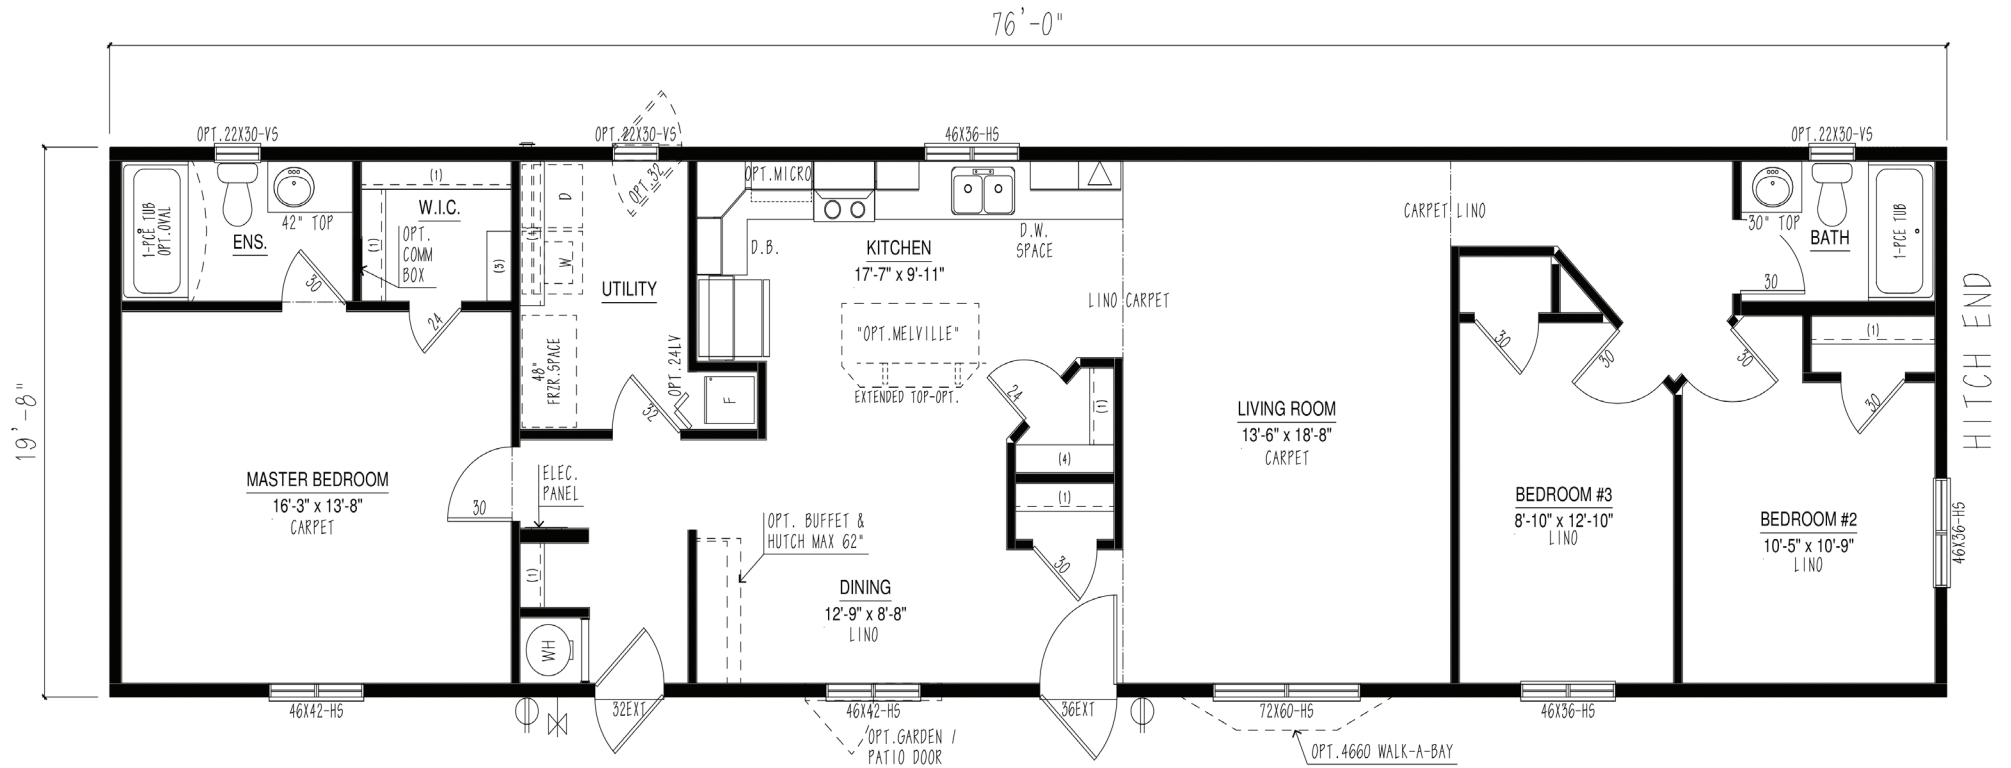 76'-0"
OPT.22X30-VS
OPT.22X30-VS
46X36-HS
OPT.22X30-VS
19'-8"
HITCH END
1-PCE TUB
OPT.OVAL
42" TOP
ENS.
30
(1)
W.I.C.
(1)
OPT.
COMM
BOX
(3)
24
D
(1)
W
OPT.32
UTILITY
48"
FRZR.SPACE
OPT.24LV
32
F
OPT.MICRO
D.B.
KITCHEN
17'-7" x 9'-11"
D.W.
SPACE
"OPT.MELVILLE"
EXTENDED TOP-OPT.
LINO
CARPET
24
(1)
(4)
(1)
30
CARPET
LINO
30" TOP
BATH
1-PCE TUB
30
(1)
30
30
30
30
MASTER BEDROOM
16'-3" x 13'-8"
CARPET
30
ELEC.
PANEL
(1)
WH
OPT. BUFFET &
HUTCH MAX 62"
DINING
12'-9" x 8'-8"
LINO
LIVING ROOM
13'-6" x 18'-8"
CARPET
BEDROOM #3
8'-10" x 12'-10"
LINO
BEDROOM #2
10'-5" x 10'-9"
LINO
46X36-HS
46X42-HS
32EXT
46X42-HS
36EXT
72X60-HS
46X36-HS
OPT.GARDEN /
PATIO DOOR
OPT.4660 WALK-A-BAY